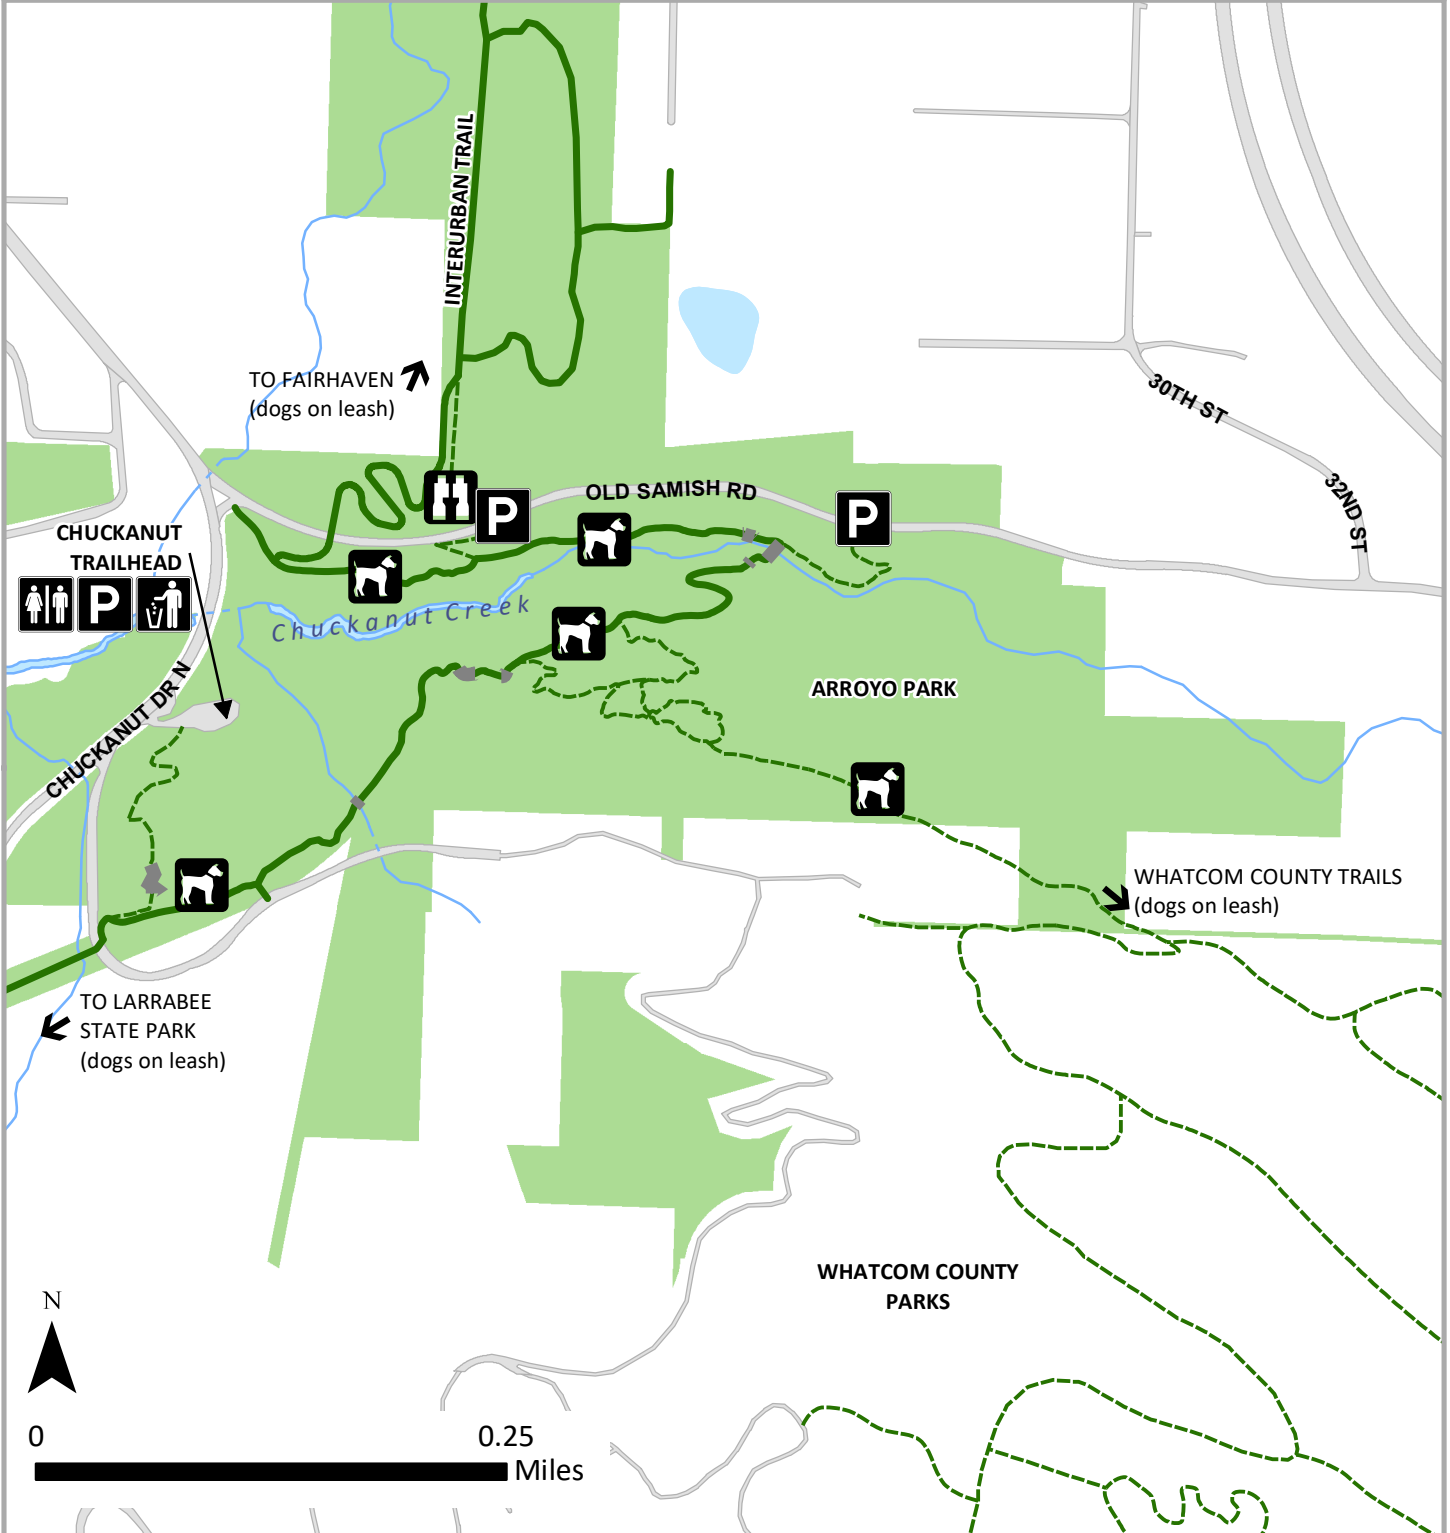 INTERURBAN TRAIL
TO FAIRHAVEN
(dogs on leash)
30TH ST
32ND ST
OLD SAMISH RD
P
P
CHUCKANUT
TRAILHEAD
P
Chuckanut Creek
CHUCKANUT DR N
ARROYO PARK
WHATCOM COUNTY TRAILS
(dogs on leash)
TO LARRABEE
STATE PARK
(dogs on leash)
WHATCOM COUNTY
PARKS
N
0 0.25
Miles